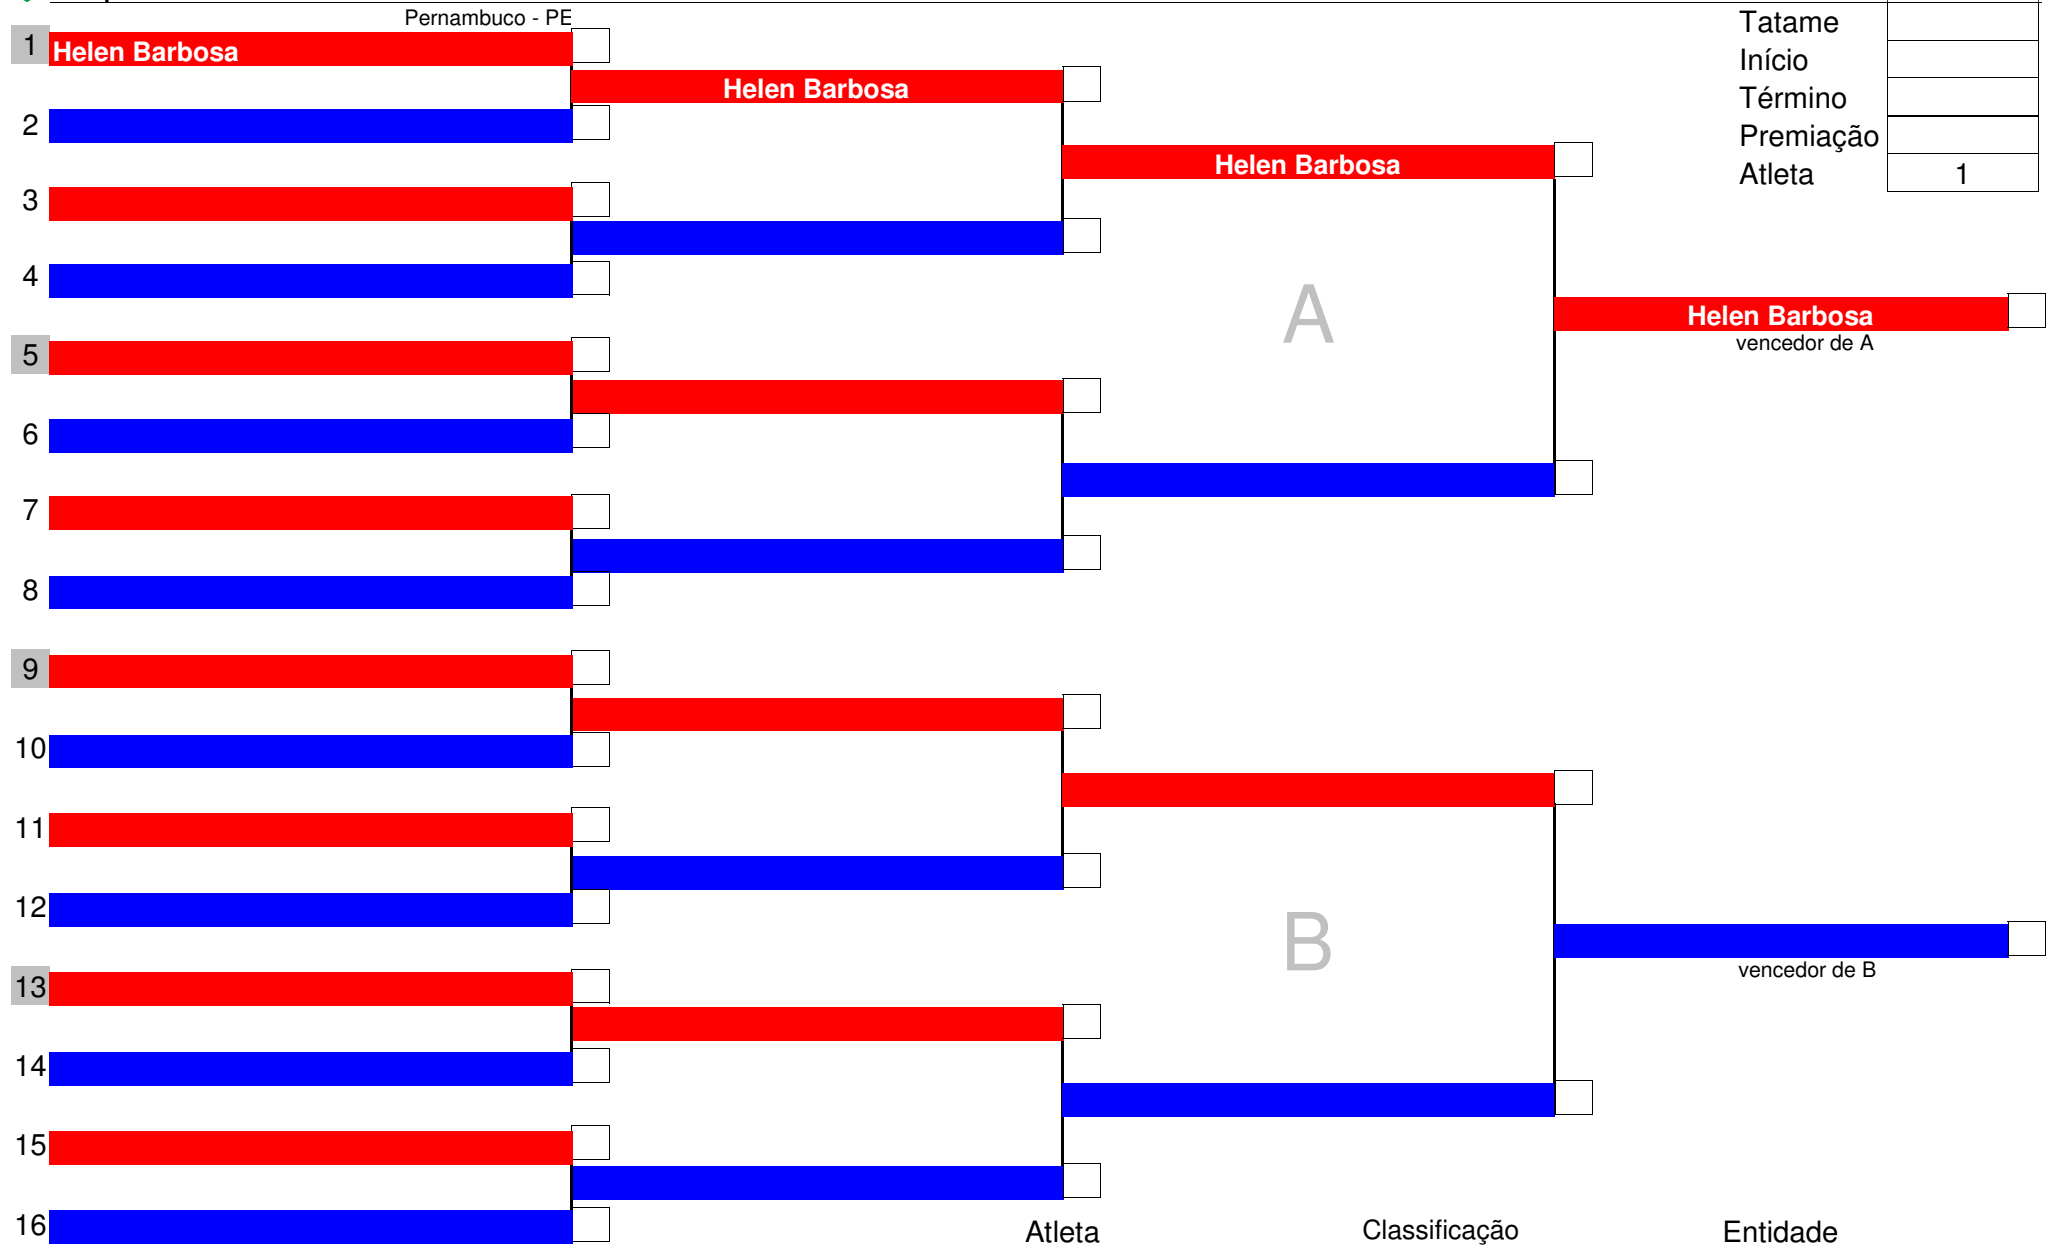 Pernambuco - PE
Tatame
Início
Término
Premiação
Atleta 1
1 Helen Barbosa
Helen Barbosa
2
Helen Barbosa
3
4
A
Helen Barbosa
vencedor de A
5
6
7
8
9
10
11
12
B
vencedor de B
13
14
15
16
Atleta Classificação Entidade